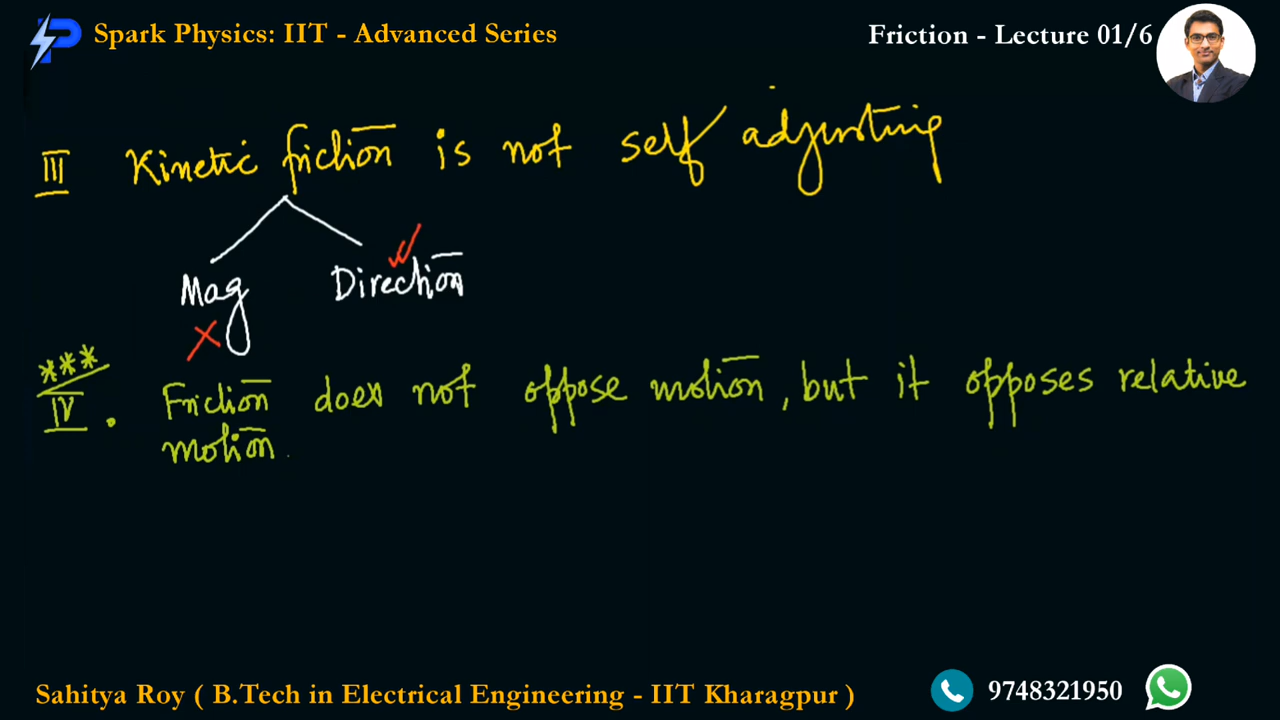 Spark Physics: IIT - Advanced Series
Friction - Lecture 01/6
III Kinetic friction is not self adjusting
Mag Direction
IV. Friction does not oppose motion, but it opposes relative
motion.
Sahitya Roy ( B.Tech in Electrical Engineering - IIT Kharagpur )
9748321950